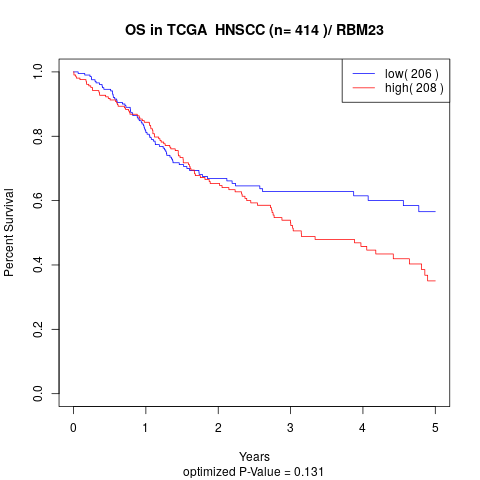 OS in TCGA  HNSCC (n= 414 )/ RBM23
low( 206 )
high( 208 )
Percent Survival
1.0
0.8
0.6
0.4
0.2
0.0
0 1 2 3 4 5
Years
optimized P-Value = 0.131